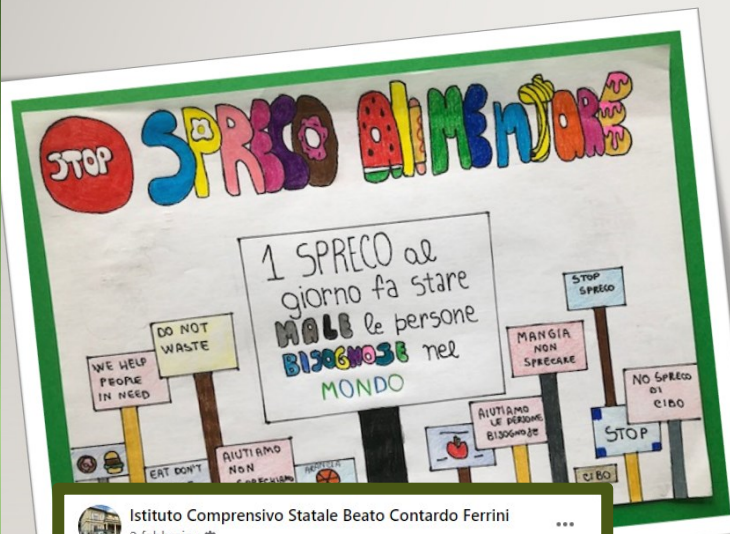 STOP
SPRECO ALIMENTARE
1 SPRECO al
giorno fa stare
MALE le persone
BISOGNOSE nel
MONDO
STOP
SPRECO
DO NOT
WASTE
MANGIA
NON
SPRECARE
WE HELP
PEOPLE
IN NEED
NO SPRECO
DI
CIBO
AIUTIAMO
LE PERSONE
BISOGNOSE
STOP
EAT DON'T
AIUTIAMO
NON
CIBO
Istituto Comprensivo Statale Beato Contardo Ferrini